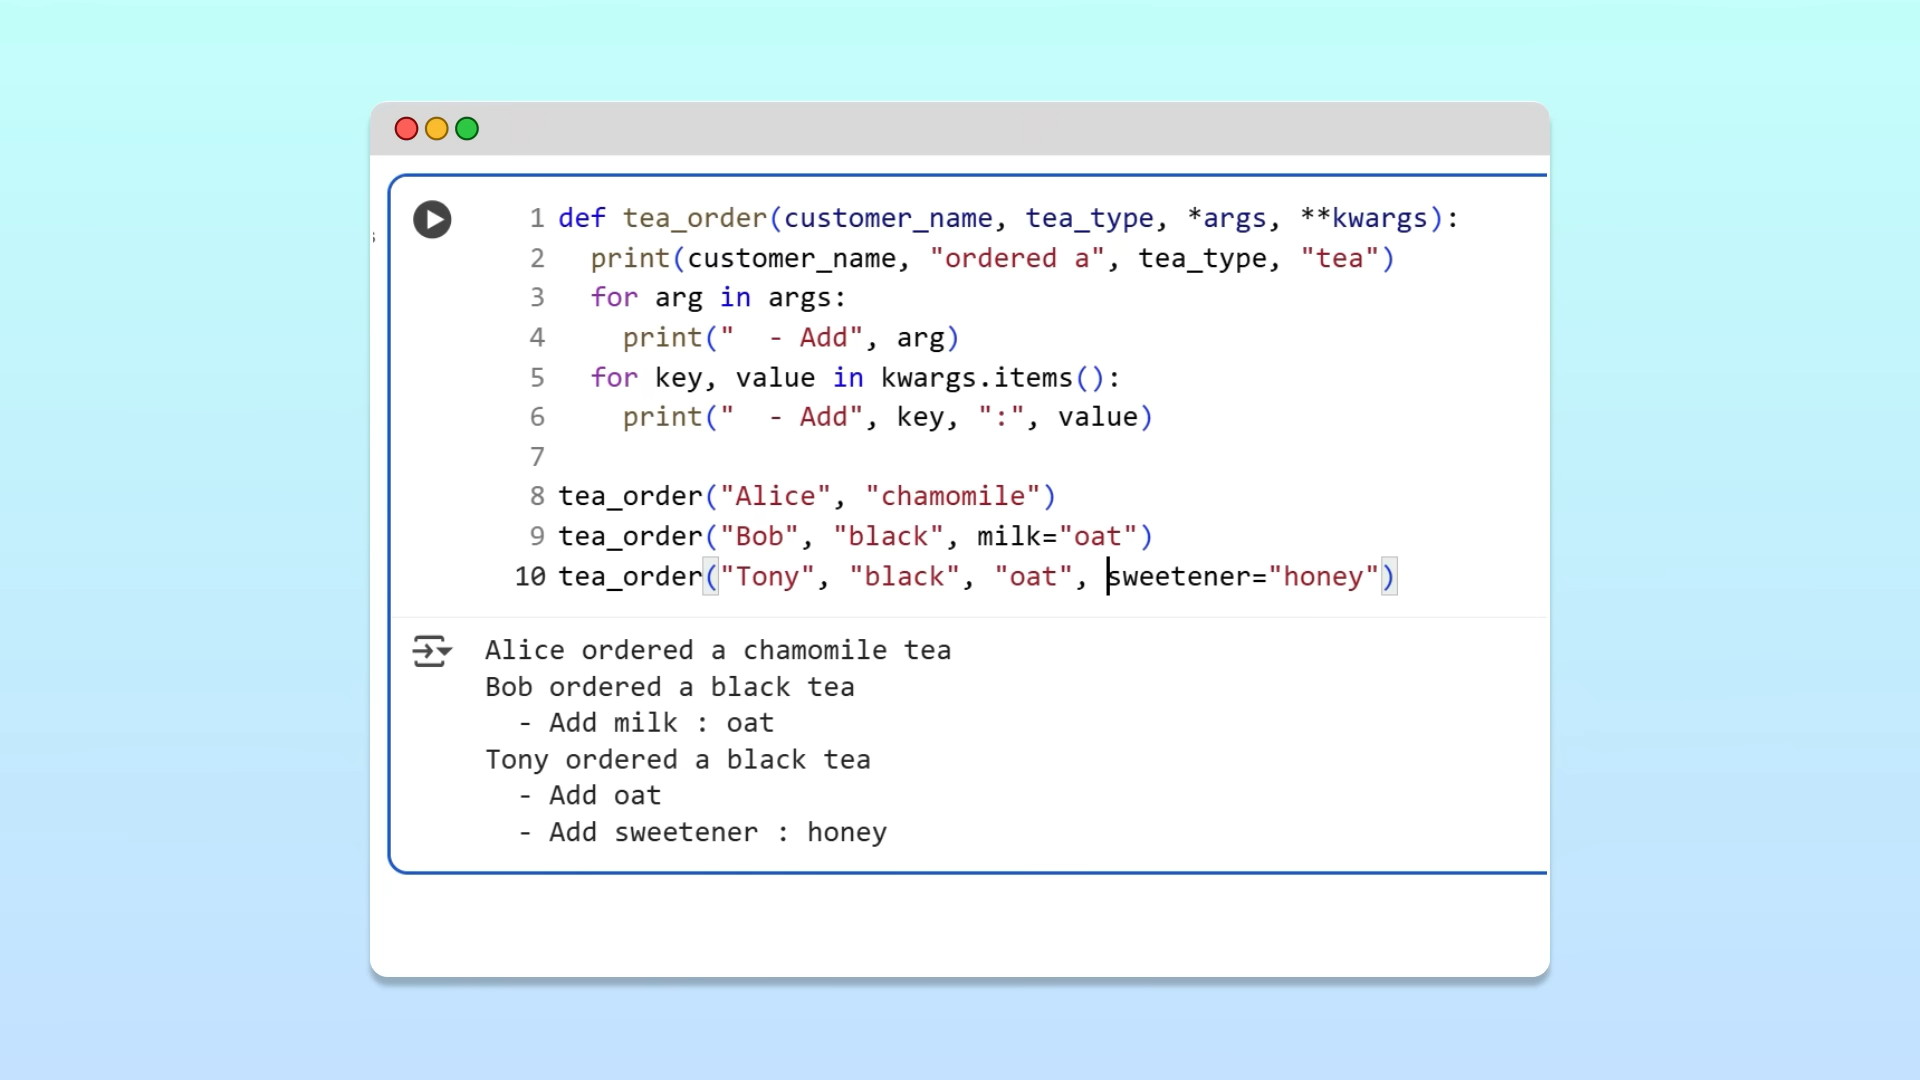 1 def tea_order(customer_name, tea_type, *args, **kwargs):
2   print(customer_name, "ordered a", tea_type, "tea")
3   for arg in args:
4     print("  - Add", arg)
5   for key, value in kwargs.items():
6     print("  - Add", key, ":", value)
7
8 tea_order("Alice", "chamomile")
9 tea_order("Bob", "black", milk="oat")
10 tea_order("Tony", "black", "oat", sweetener="honey")
Alice ordered a chamomile tea
Bob ordered a black tea
  - Add milk : oat
Tony ordered a black tea
  - Add oat
  - Add sweetener : honey